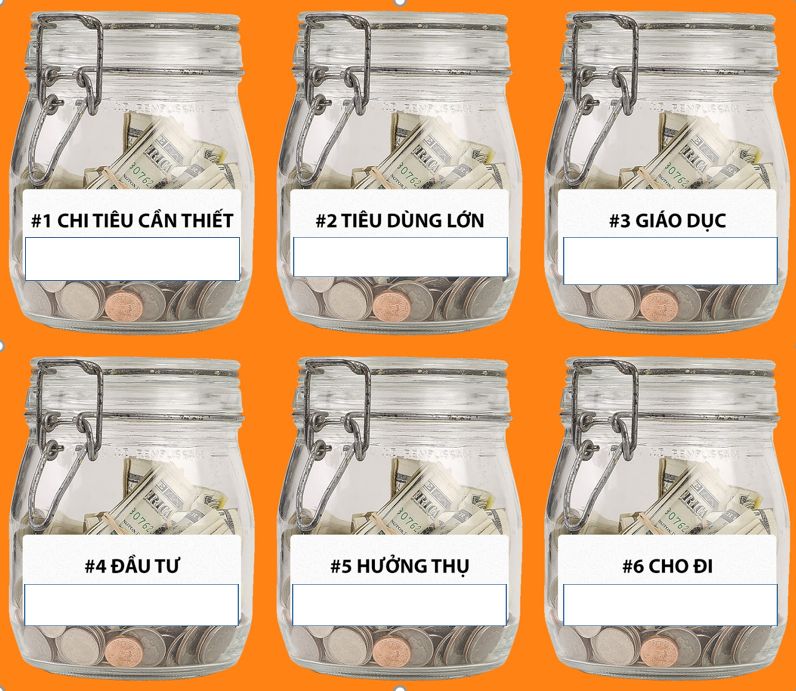 #1 CHI TIÊU CẦN THIẾT
#2 TIÊU DÙNG LỚN
#3 GIÁO DỤC
#4 ĐẦU TƯ
#5 HƯỞNG THỤ
#6 CHO ĐI